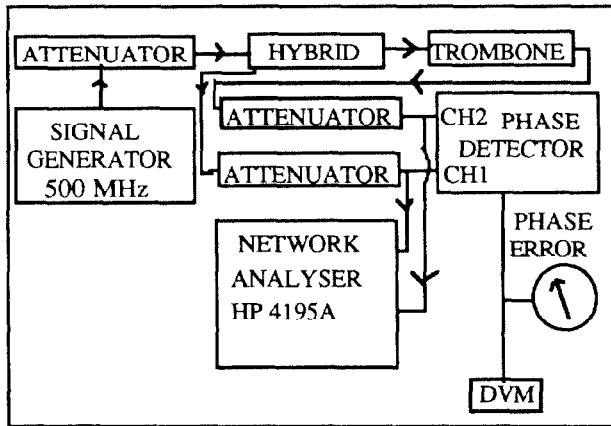 ATTENUATOR
HYBRID
TROMBONE
SIGNAL
GENERATOR
500 MHz
ATTENUATOR
ATTENUATOR
CH2 PHASE
DETECTOR
CH1
NETWORK
ANALYSER
HP 4195A
PHASE
ERROR
DVM